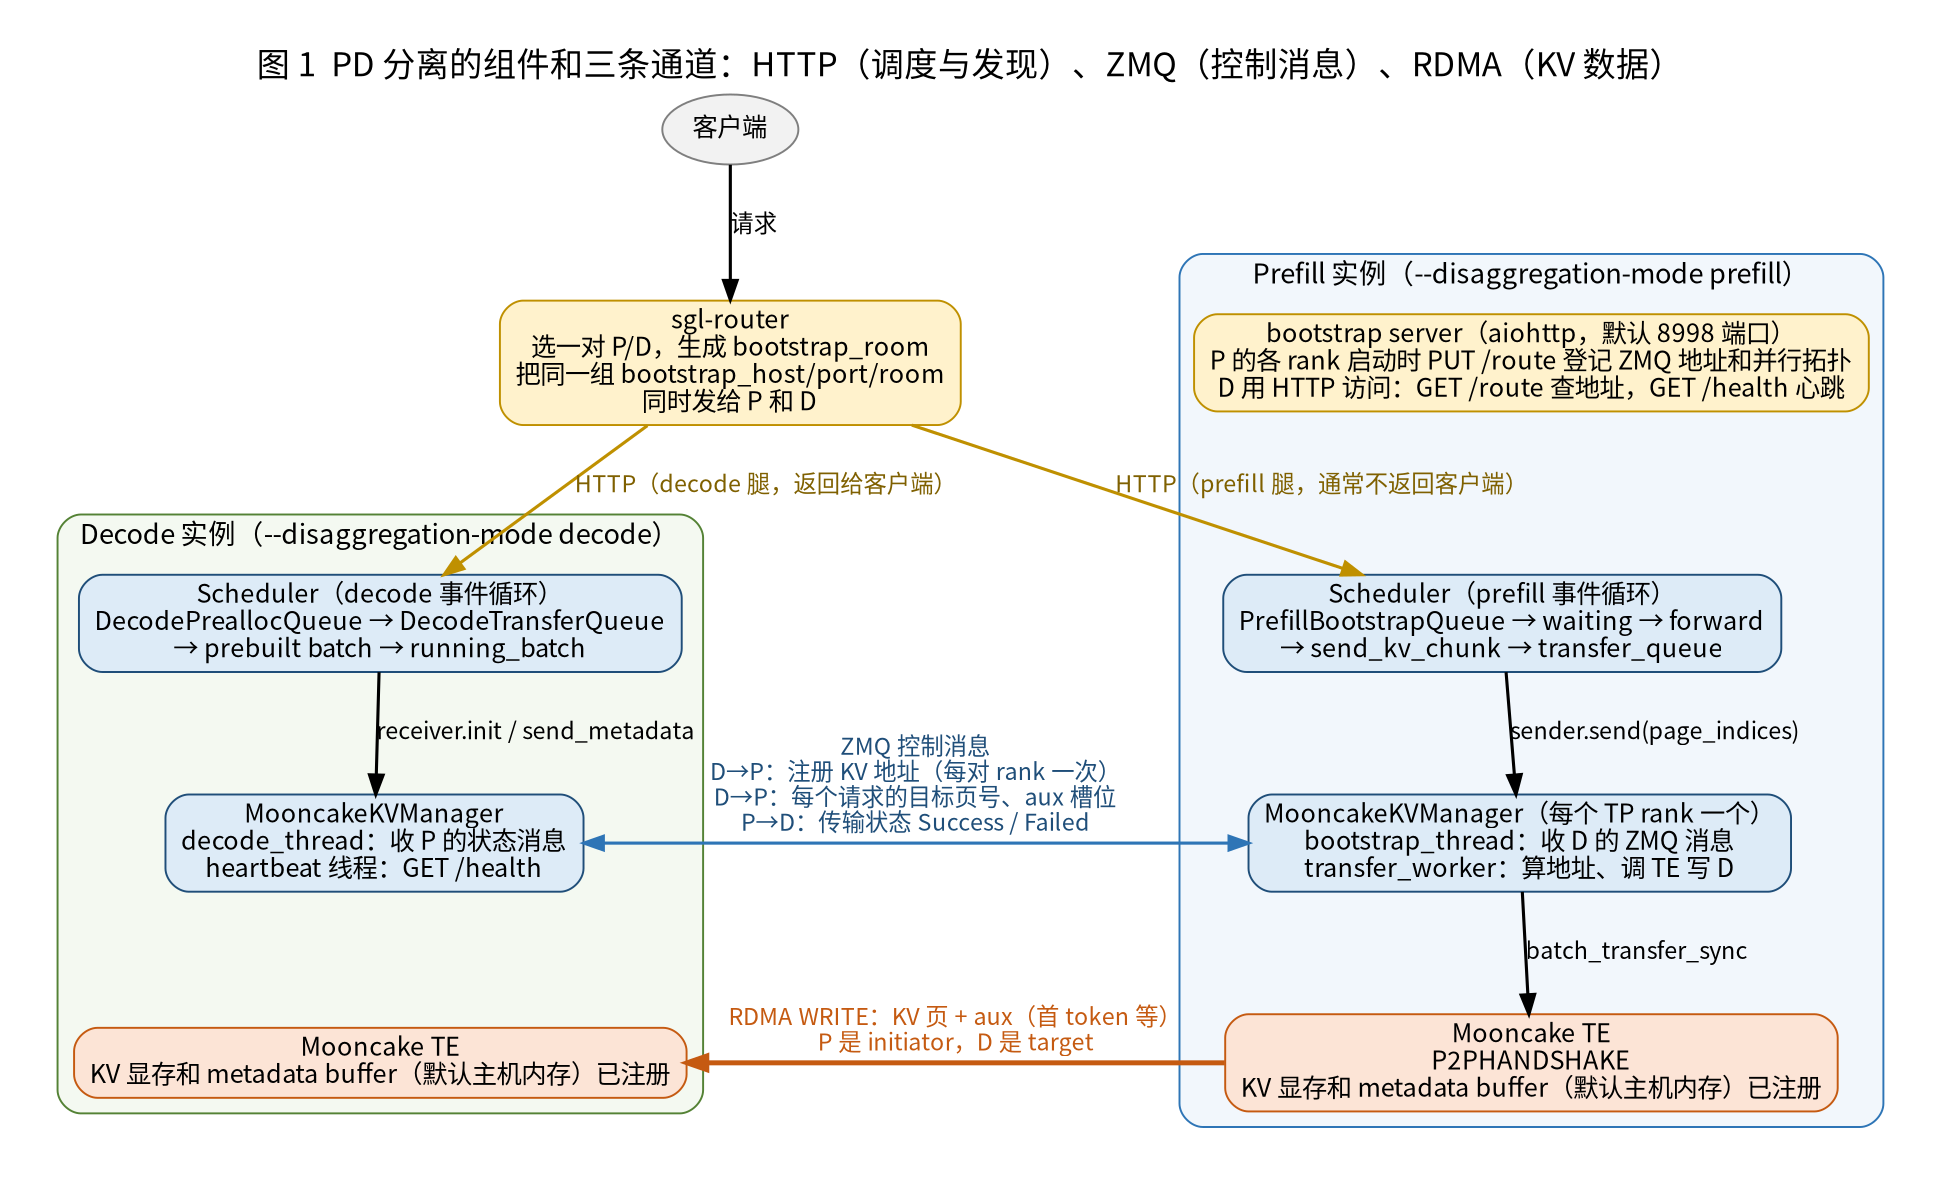 图 1  PD 分离的组件和三条通道：HTTP（调度与发现）、ZMQ（控制消息）、RDMA（KV 数据）
客户端
请求
sgl-router
选一对 P/D，生成 bootstrap_room
把同一组 bootstrap_host/port/room
同时发给 P 和 D
Prefill 实例（--disaggregation-mode prefill）
bootstrap server（aiohttp，默认 8998 端口）
P 的各 rank 启动时 PUT /route 登记 ZMQ 地址和并行拓扑
D 用 HTTP 访问：GET /route 查地址，GET /health 心跳
HTTP（decode 腿，返回给客户端）
HTTP（prefill 腿，通常不返回客户端）
Decode 实例（--disaggregation-mode decode）
Scheduler（decode 事件循环）
DecodePreallocQueue → DecodeTransferQueue
→ prebuilt batch → running_batch
Scheduler（prefill 事件循环）
PrefillBootstrapQueue → waiting → forward
→ send_kv_chunk → transfer_queue
receiver.init / send_metadata
sender.send(page_indices)
ZMQ 控制消息
D→P：注册 KV 地址（每对 rank 一次）
D→P：每个请求的目标页号、aux 槽位
P→D：传输状态 Success / Failed
MooncakeKVManager
decode_thread：收 P 的状态消息
heartbeat 线程：GET /health
MooncakeKVManager（每个 TP rank 一个）
bootstrap_thread：收 D 的 ZMQ 消息
transfer_worker：算地址、调 TE 写 D
batch_transfer_sync
RDMA WRITE：KV 页 + aux（首 token 等）
P 是 initiator，D 是 target
Mooncake TE
KV 显存和 metadata buffer（默认主机内存）已注册
Mooncake TE
P2PHANDSHAKE
KV 显存和 metadata buffer（默认主机内存）已注册